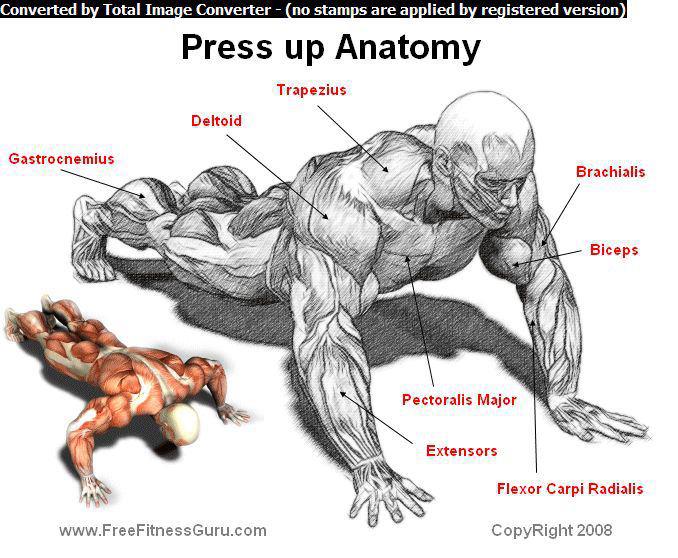 Converted by Total Image Converter - (no stamps are applied by registered version)
Press up Anatomy
Trapezius
Deltoid
Gastrocnemius
Brachialis
Biceps
Pectoralis Major
Extensors
Flexor Carpi Radialis
www.FreeFitnessGuru.com
CopyRight 2008